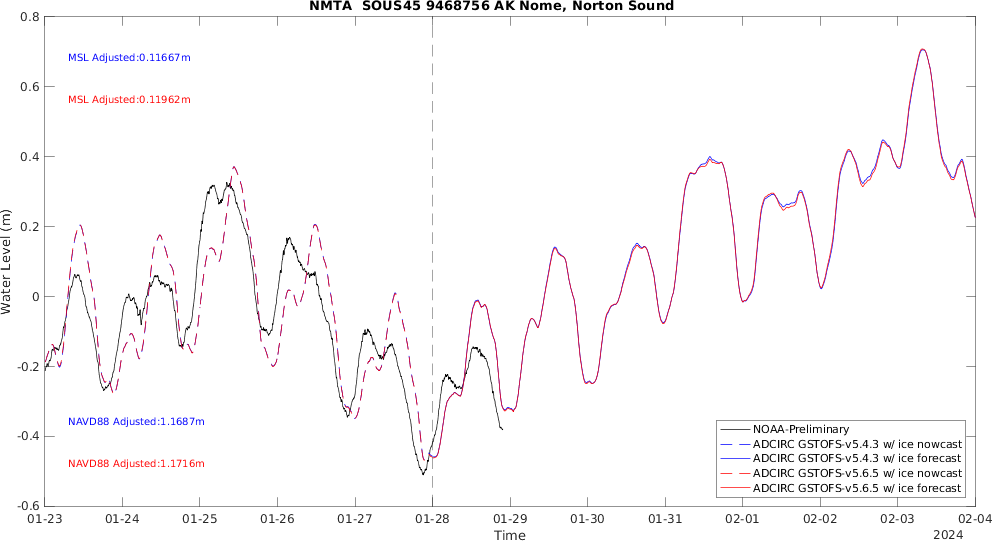 NMTA SOUS45 9468756 AK Nome, Norton Sound
0.8
0.6
0.4
0.2
0
-0.2
-0.4
-0.6
Water Level (m)
MSL Adjusted:0.11667m
MSL Adjusted:0.11962m
NAVD88 Adjusted:1.1687m
NAVD88 Adjusted:1.1716m
NOAA-Preliminary
ADCIRC GSTOFS-v5.4.3 w/ ice nowcast
ADCIRC GSTOFS-v5.4.3 w/ ice forecast
ADCIRC GSTOFS-v5.6.5 w/ ice nowcast
ADCIRC GSTOFS-v5.6.5 w/ ice forecast
01-23 01-24 01-25 01-26 01-27 01-28 01-29 01-30 01-31 02-01 02-02 02-03 02-04
Time
2024